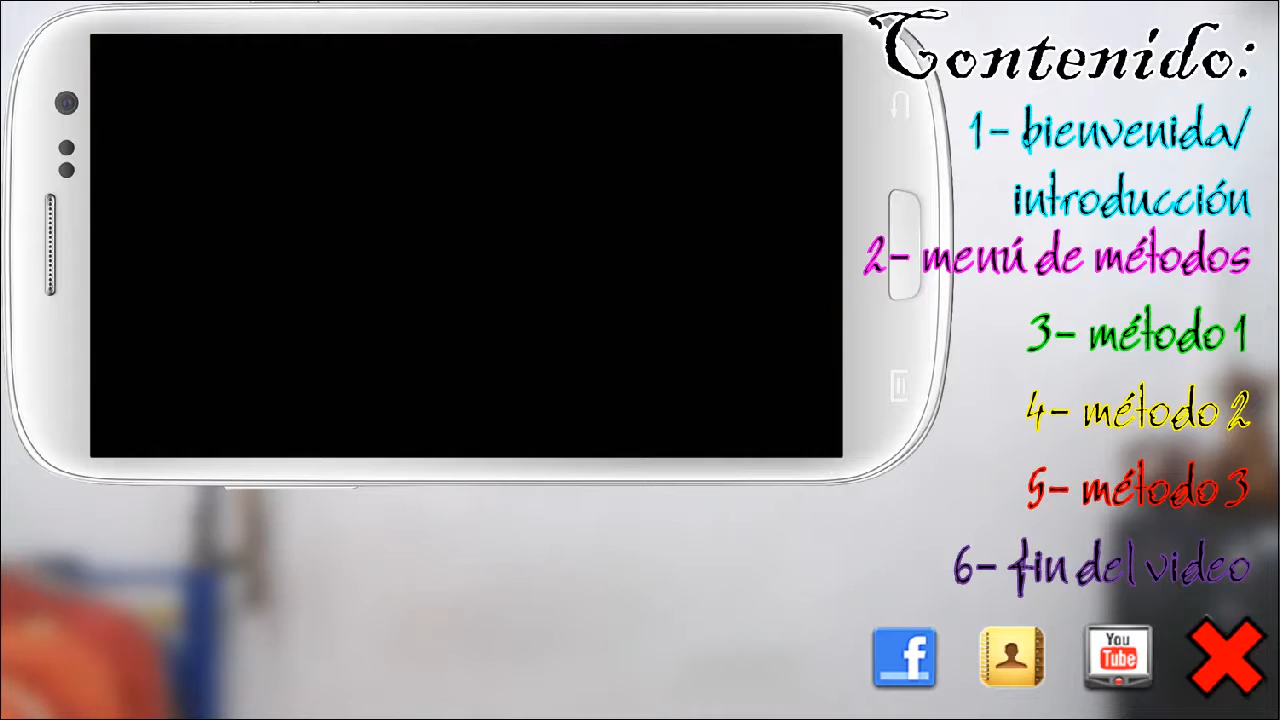 Contenido:
1- bienvenida/
introducción
2- menú de métodos
3- método 1
4- método 2
5- método 3
6- fin del video
f
You
Tube